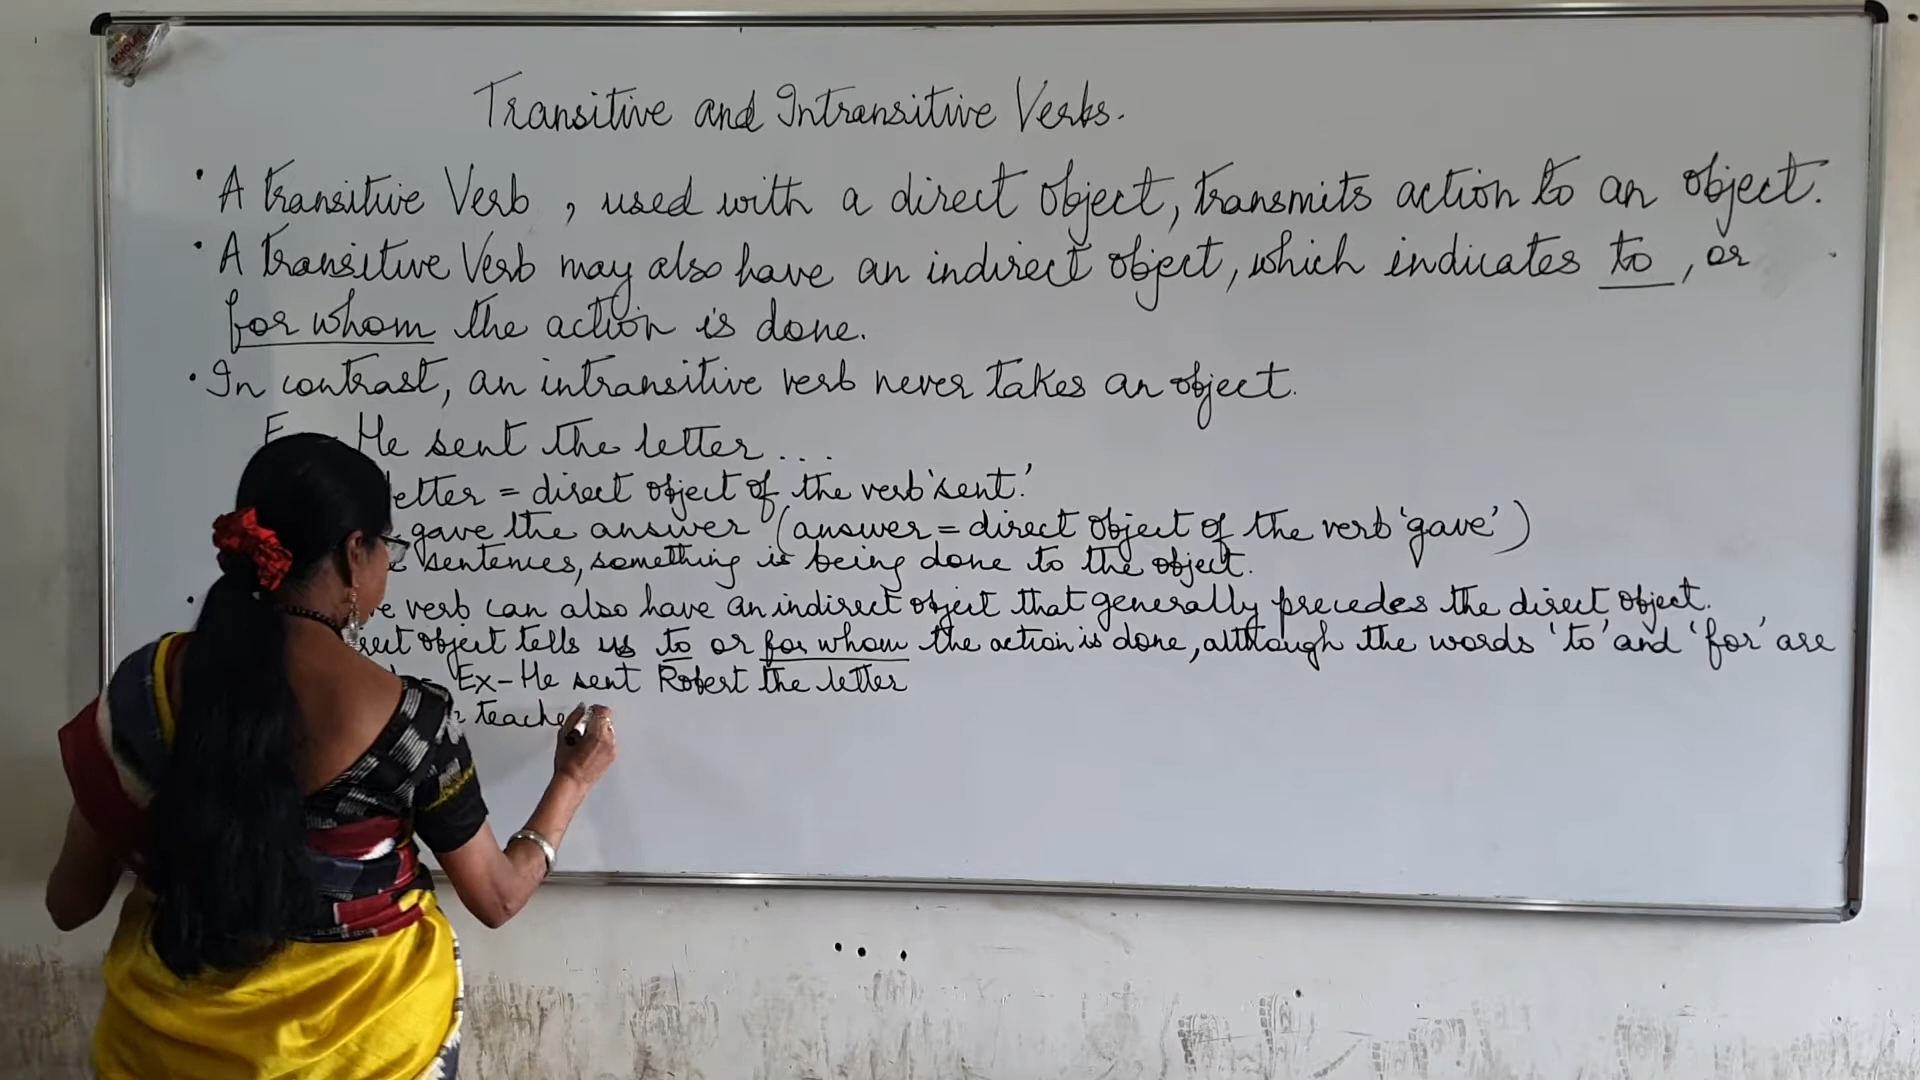 Transitive and Intransitive Verbs.
• A transitive Verb, used with a direct object, transmits action to an object.
• A transitive Verb may also have an indirect object, which indicates to, or
for whom the action is done.
• In contrast, an intransitive verb never takes an object.
He sent the letter ...
letter = direct object of the verb 'sent.'
gave the answer (answer = direct object of the verb 'gave')
sentences, something is being done to the object.
verb can also have an indirect object that generally precedes the direct object.
object tells us to or for whom the action is done, although the words 'to' and 'for' are
Ex- He sent Robert the letter
teache